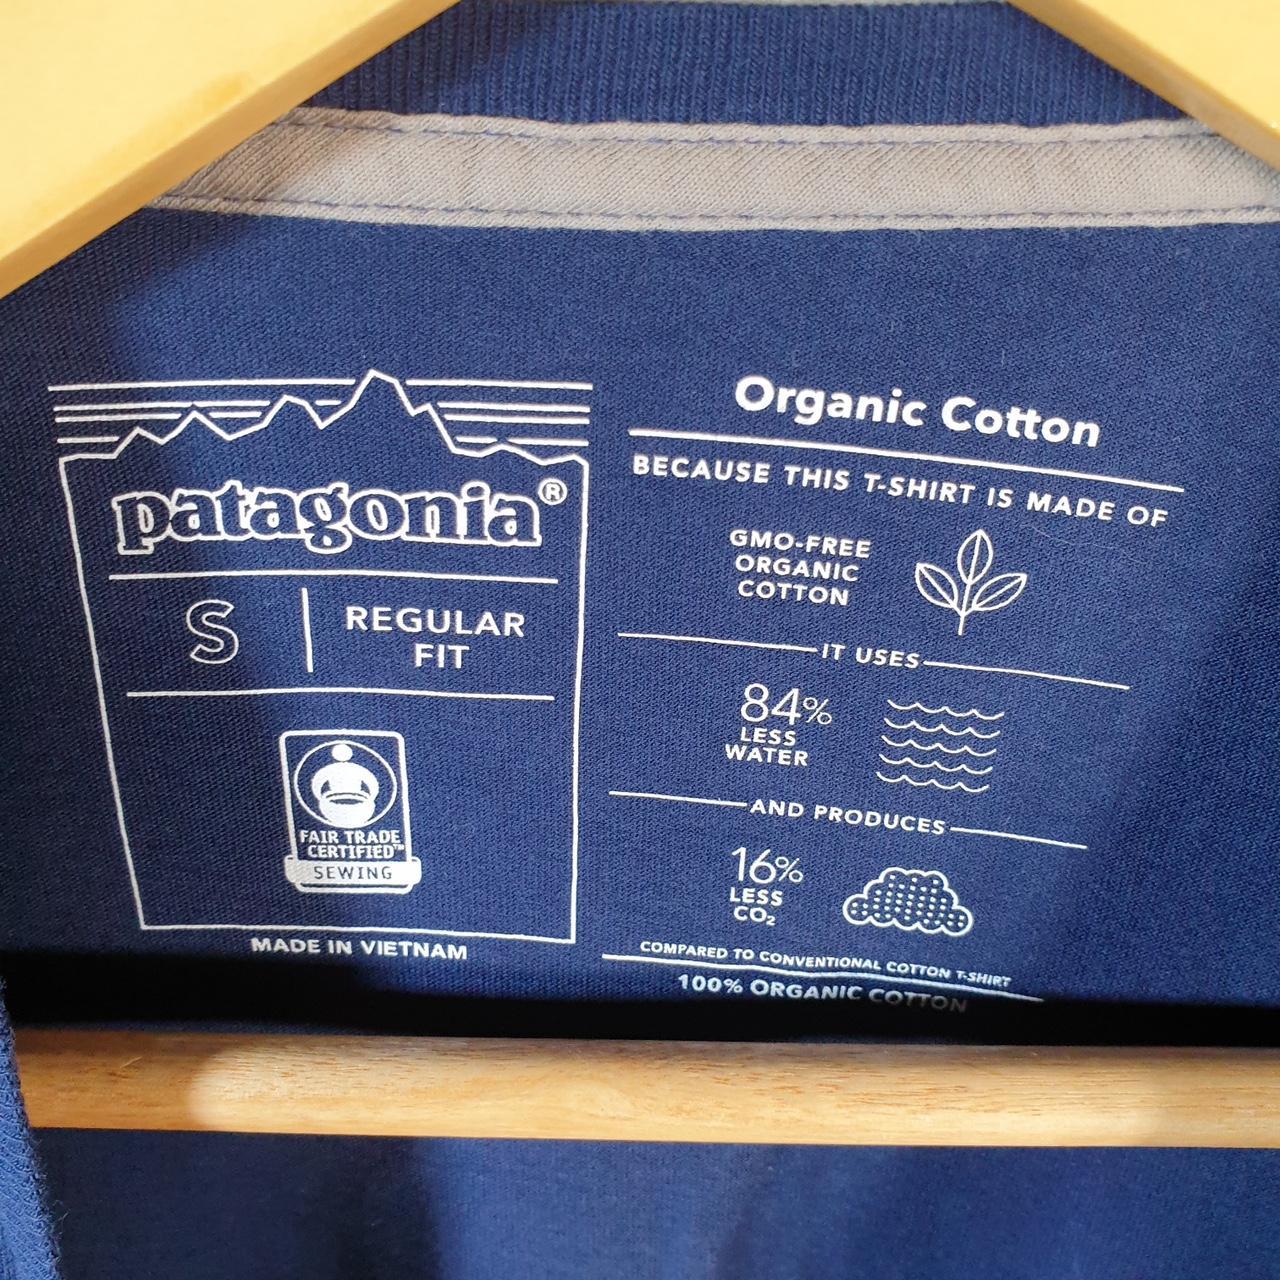 patagonia®
S
REGULAR
FIT
FAIR TRADE
CERTIFIED™
SEWING
MADE IN VIETNAM
Organic Cotton
BECAUSE THIS T-SHIRT IS MADE OF
GMO-FREE
ORGANIC
COTTON
IT USES
84%
LESS
WATER
AND PRODUCES
16%
LESS
CO₂
COMPARED TO CONVENTIONAL COTTON T-SHIRT
100% ORGANIC COTTON